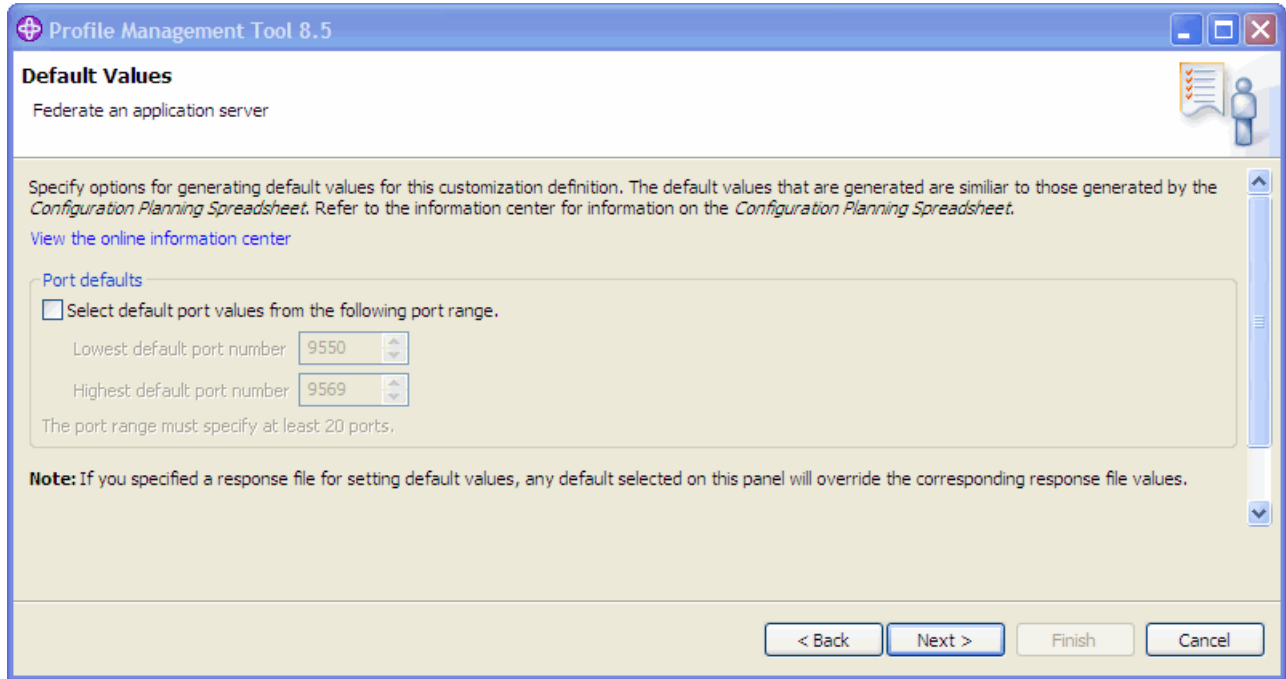 Profile Management Tool 8.5
Default Values
Federate an application server
Specify options for generating default values for this customization definition. The default values that are generated are similiar to those generated by the
Configuration Planning Spreadsheet. Refer to the information center for information on the Configuration Planning Spreadsheet.
View the online information center
Port defaults
Select default port values from the following port range.
Lowest default port number 9550
Highest default port number 9569
The port range must specify at least 20 ports.
Note: If you specified a response file for setting default values, any default selected on this panel will override the corresponding response file values.
< Back Next > Finish Cancel